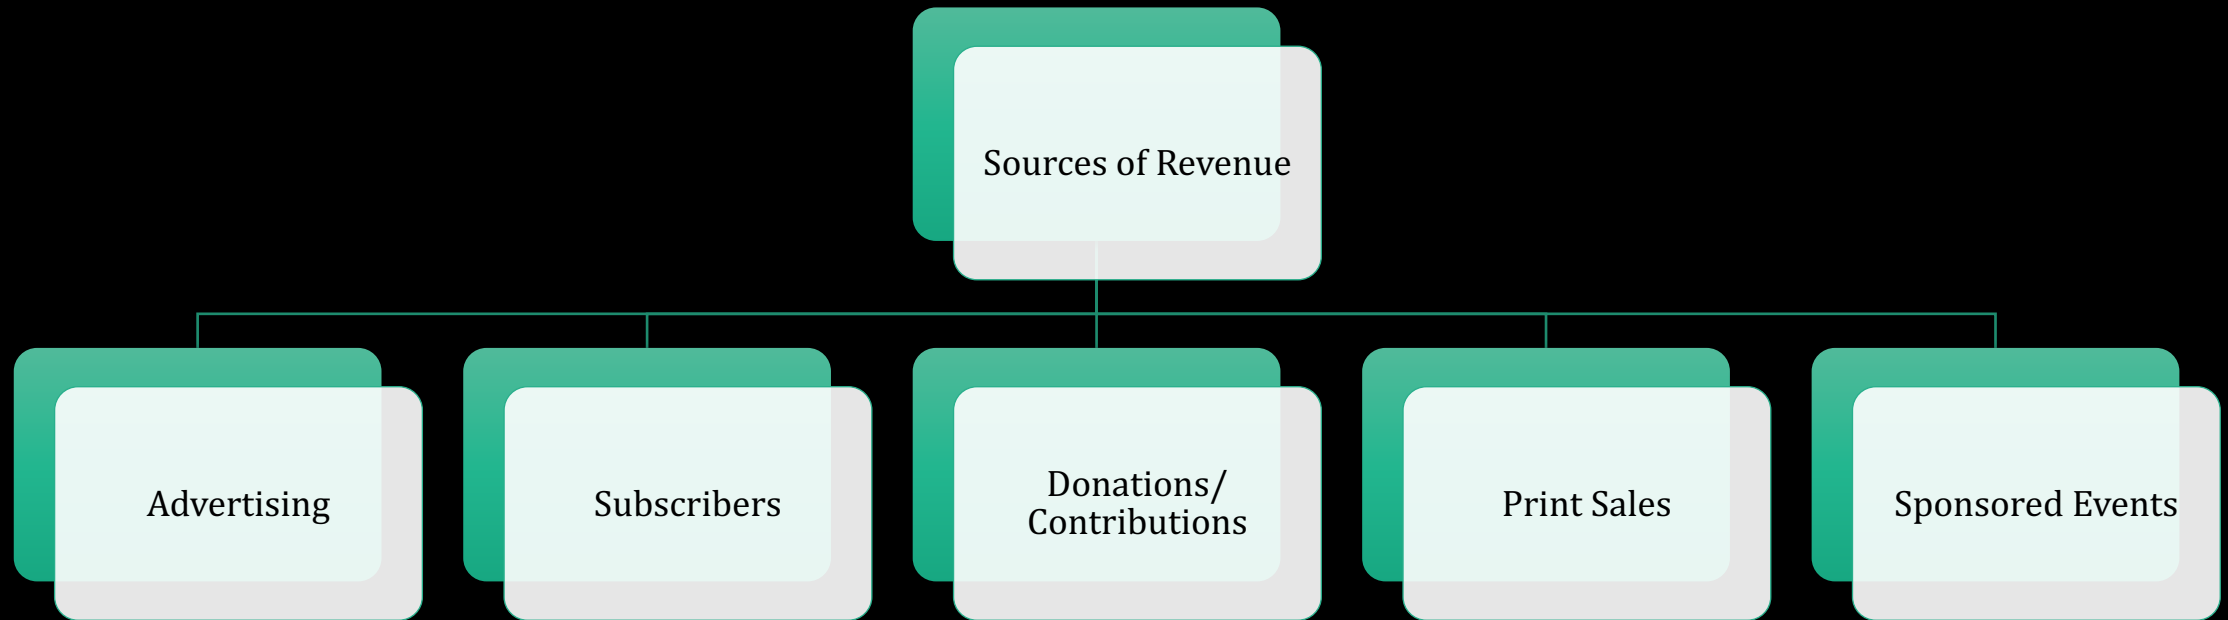 Sources of Revenue
Advertising
Subscribers
Donations/
Contributions
Print Sales
Sponsored Events